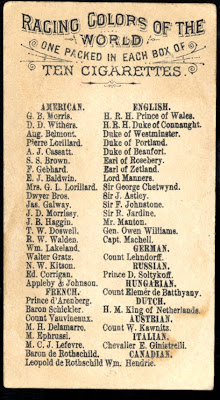 RACING COLORS OF THE
WORLD
ONE PACKED IN EACH BOX OF
TEN CIGARETTES.
AMERICAN.
G. B. Morris.
D. D. Withers.
Aug. Belmont.
Pierre Lorillard.
A. J. Cassatt.
S. S. Brown.
F. Gebhard.
E. J. Baldwin.
Mrs. G. L. Lorillard.
Dwyer Bros.
Jas. Galway.
J. D. Morrisey.
J. B. Haggin.
T. W. Doswell.
R. W. Walden.
Wm. Lakeland.
Walter Gratz.
N. W. Kitson.
Ed. Corrigan.
Appleby & Johnson.
FRENCH.
Prince d'Arenberg.
Baron Schickler.
Count Vauvineux.
M. H. Delamarre.
M. Ephrussi.
M. C. J. Lefevre.
Baron de Rothschild.
Leopold de Rothschild
ENGLISH.
H. R. H. Prince of Wales.
H. R. H. Duke of Connaught.
Duke of Westminster.
Duke of Portland.
Duke of Beaufort.
Earl of Rosebery.
Earl of Zetland.
Lord Manners.
Sir George Chetwynd.
Sir J. Astley.
Sir F. Johnstone.
Sir R. Jardine.
Mr. Manton.
Gen. Owen Williams.
Capt. Machell.
GERMAN.
Count Lehndorff.
RUSSIAN.
Prince D. Soltykoff.
HUNGARIAN.
Count Elemer de Batthyany.
DUTCH.
H. M. King of Netherlands.
AUSTRIAN.
Count W. Kawnitz.
ITALIAN.
Chevalier E. Ginistrelli.
CANADIAN.
Wm. Hendrie.